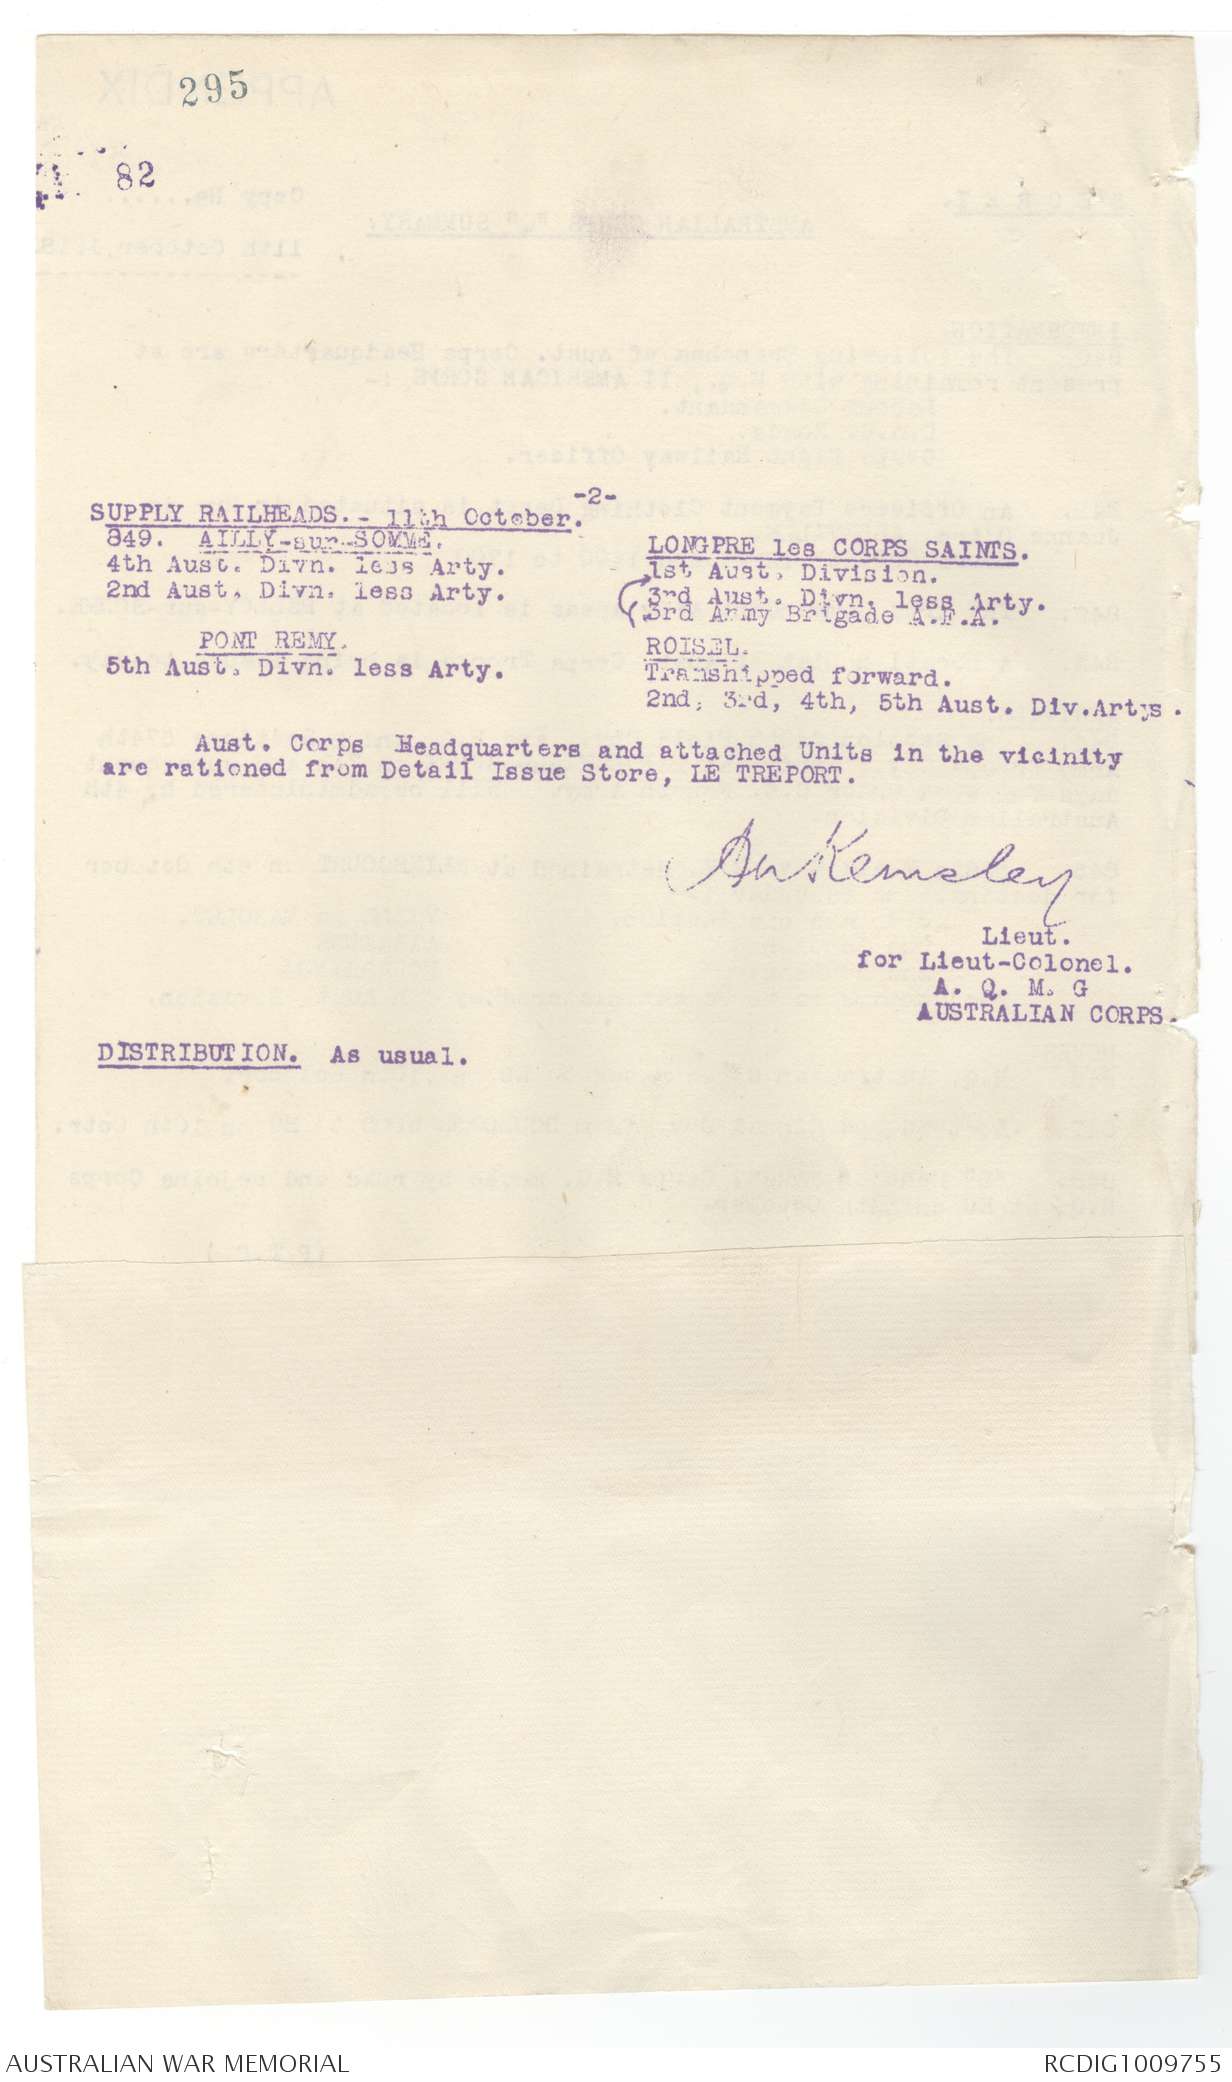 295
82
-2-
SUPPLY RAILHEADS. - 11th October.
849. AILLY-sur-SOMME.
4th Aust. Divn. less Arty.
2nd Aust. Divn. less Arty.
PONT REMY.
5th Aust. Divn. less Arty.
LONGPRE les CORPS SAINTS.
1st Aust. Division.
3rd Aust. Divn. less Arty.
3rd Army Brigade A.F.A.
ROISEL.
Transhipped forward.
2nd, 3rd, 4th, 5th Aust. Div.Artys.
Aust. Corps Headquarters and attached Units in the vicinity
are rationed from Detail Issue Store, LE TREPORT.
Kemsley
Lieut.
for Lieut-Colonel.
A. Q. M. G
AUSTRALIAN CORPS.
DISTRIBUTION. As usual.
AUSTRALIAN WAR MEMORIAL
RCDIG1009755